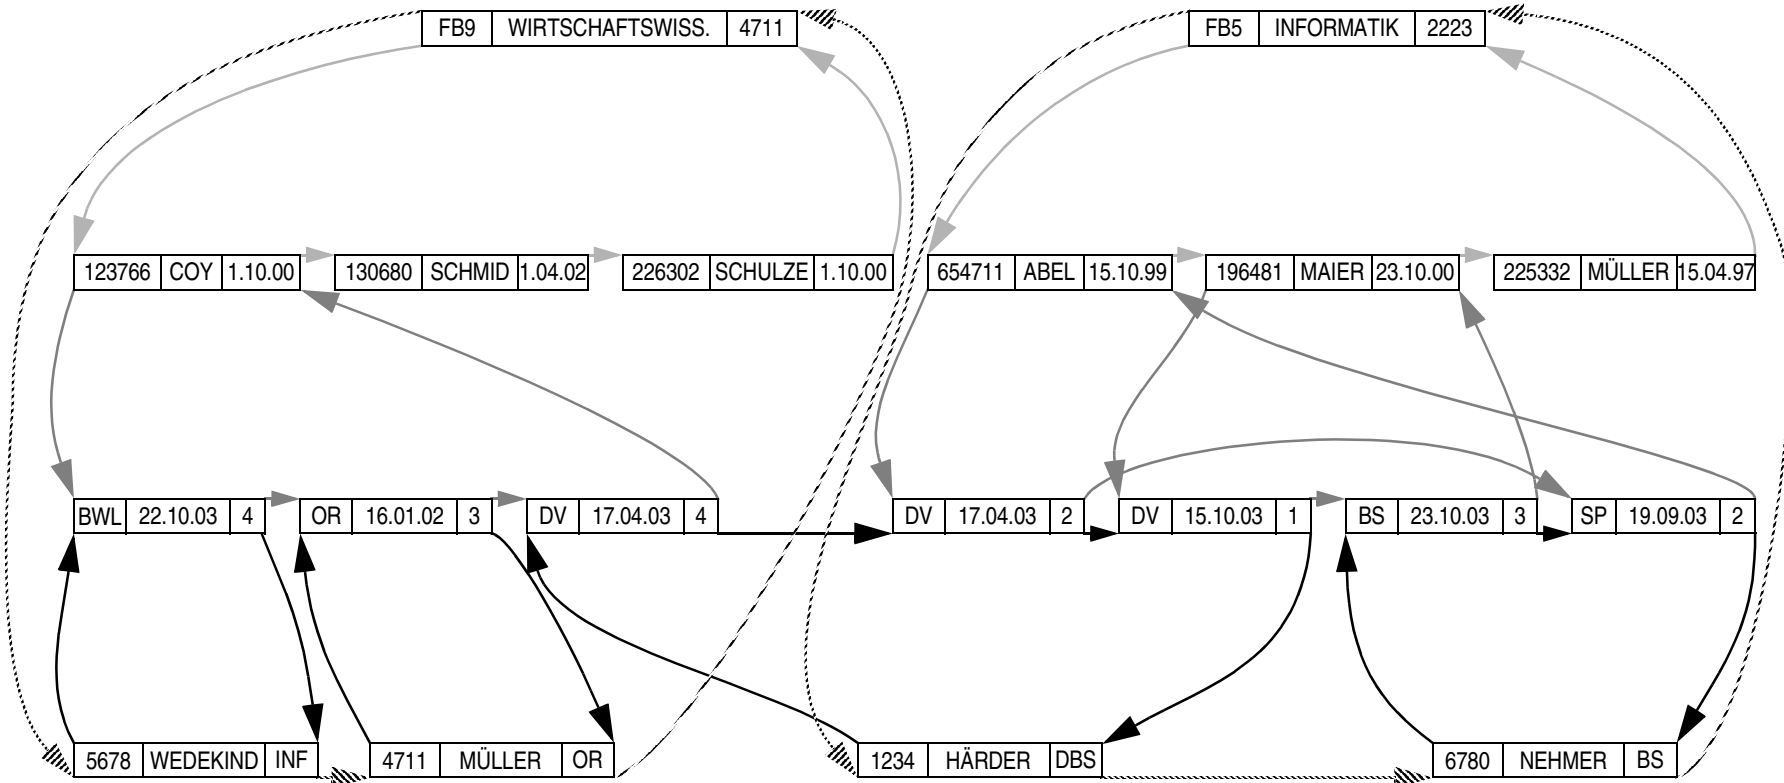 FB9 WIRTSCHAFTSWISS. 4711 FB5 INFORMATIK 2223
123766 COY 1.10.00 130680 SCHMID 1.04.02 226302 SCHULZE 1.10.00 654711 ABEL 15.10.99 196481 MAIER 23.10.00 225332 MÜLLER 15.04.97
BWL 22.10.03 4 OR 16.01.02 3 DV 17.04.03 4 DV 17.04.03 2 DV 15.10.03 1 BS 23.10.03 3 SP 19.09.03 2
5678 WEDEKIND INF 4711 MÜLLER OR 1234 HÄRDER DBS 6780 NEHMER BS